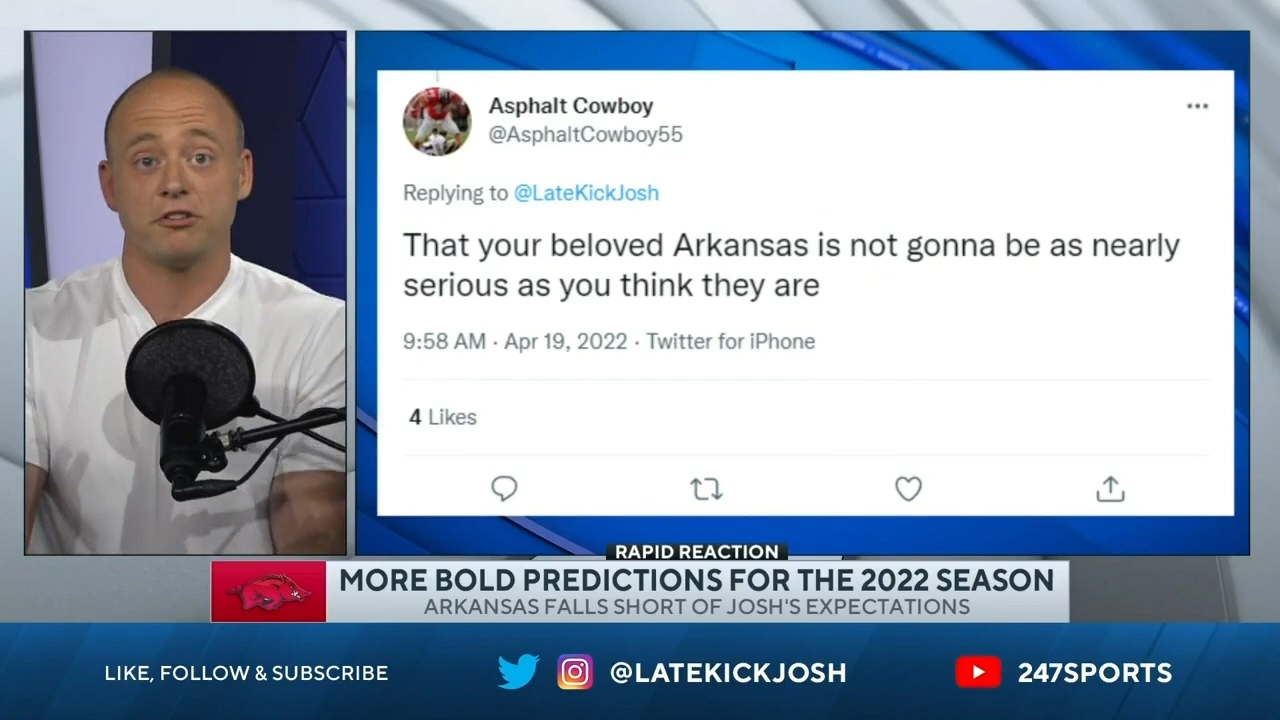 Asphalt Cowboy
@AsphaltCowboy55
Replying to @LateKickJosh
That your beloved Arkansas is not gonna be as nearly
serious as you think they are
9:58 AM · Apr 19, 2022 · Twitter for iPhone
4 Likes
RAPID REACTION
MORE BOLD PREDICTIONS FOR THE 2022 SEASON
ARKANSAS FALLS SHORT OF JOSH'S EXPECTATIONS
LIKE, FOLLOW & SUBSCRIBE
@LATEKICKJOSH
247SPORTS